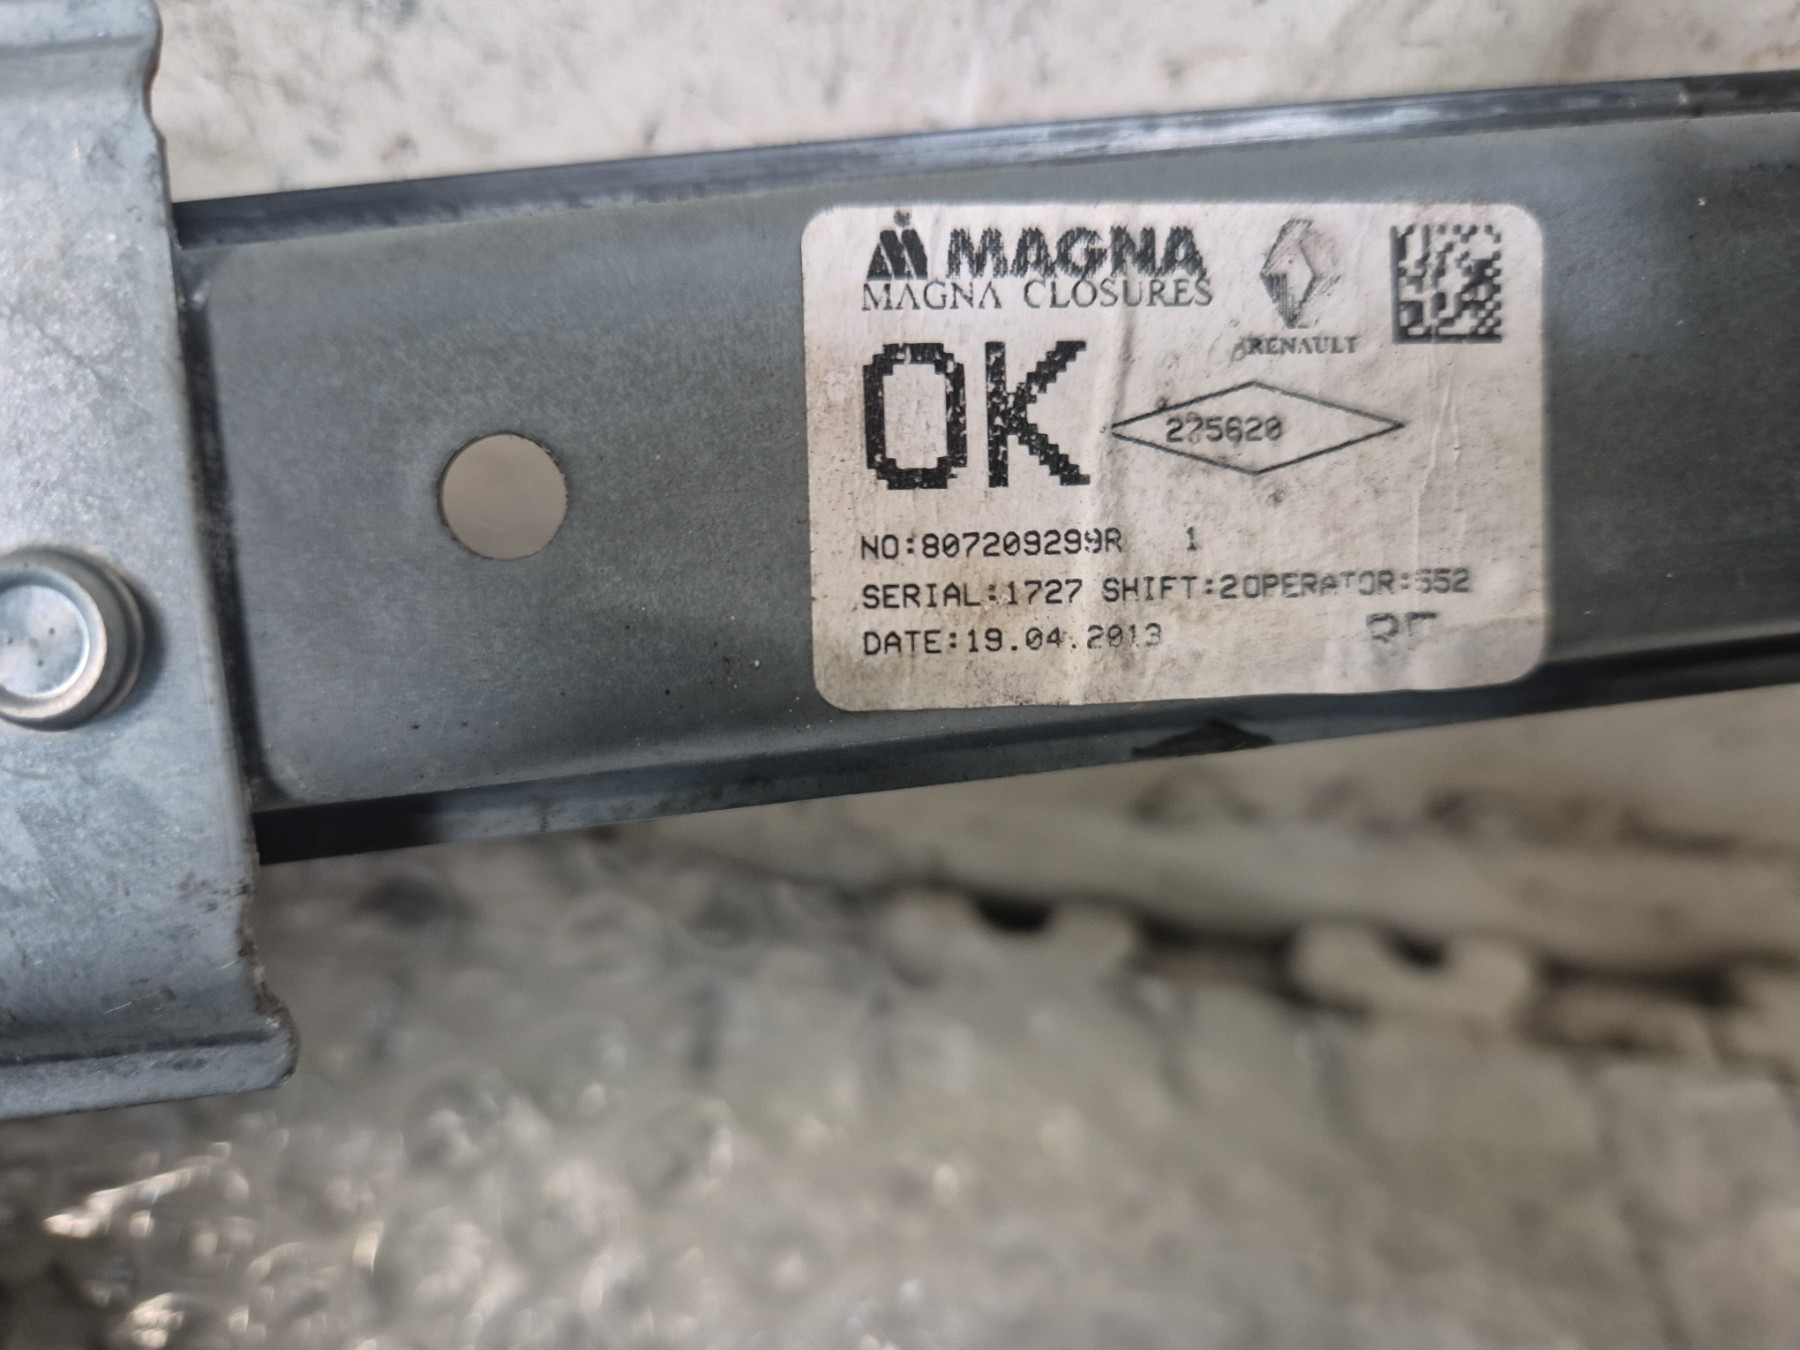 MAGNA
MAGNA CLOSURES
RENAULT
OK
275620
NO:807209299R 1
SERIAL:1727 SHIFT:2OPERATOR:552
DATE:19.04.2013